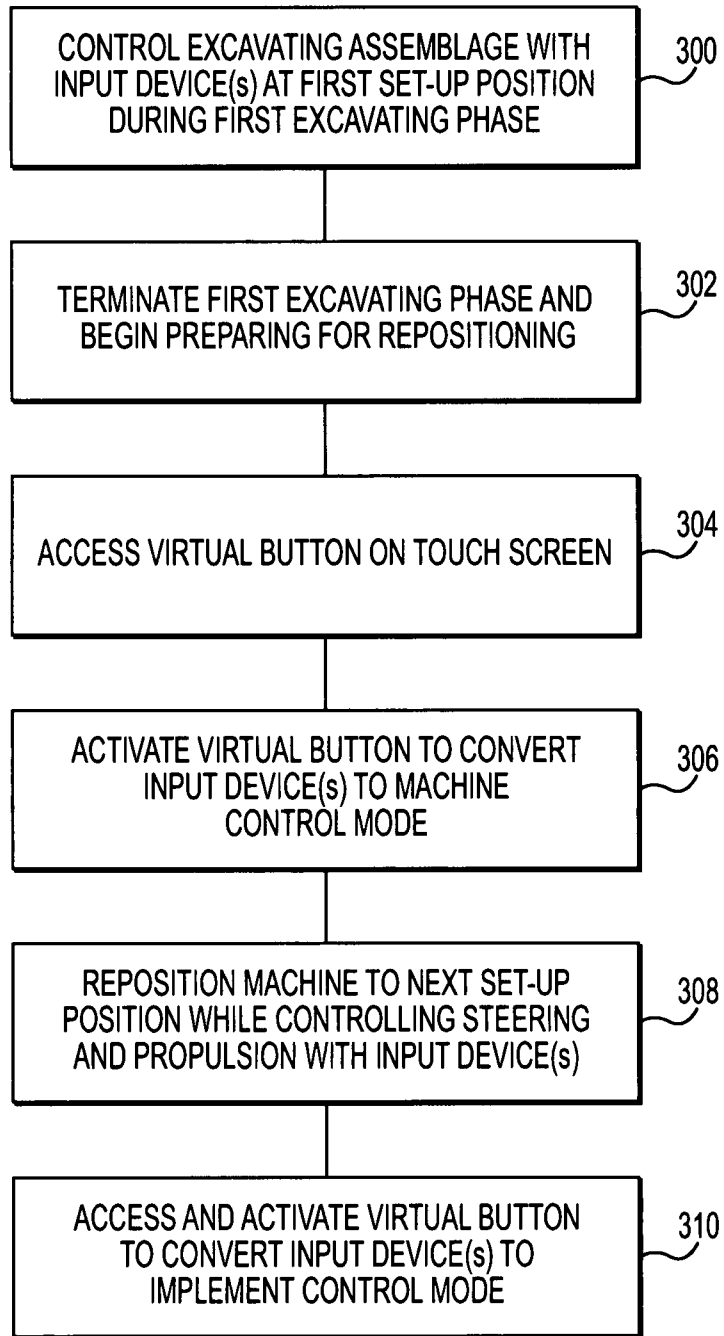 CONTROL EXCAVATING ASSEMBLAGE WITH
INPUT DEVICE(s) AT FIRST SET-UP POSITION
DURING FIRST EXCAVATING PHASE
300
TERMINATE FIRST EXCAVATING PHASE AND
BEGIN PREPARING FOR REPOSITIONING
302
ACCESS VIRTUAL BUTTON ON TOUCH SCREEN
304
ACTIVATE VIRTUAL BUTTON TO CONVERT
INPUT DEVICE(s) TO MACHINE
CONTROL MODE
306
REPOSITION MACHINE TO NEXT SET-UP
POSITION WHILE CONTROLLING STEERING
AND PROPULSION WITH INPUT DEVICE(s)
308
ACCESS AND ACTIVATE VIRTUAL BUTTON
TO CONVERT INPUT DEVICE(s) TO
IMPLEMENT CONTROL MODE
310